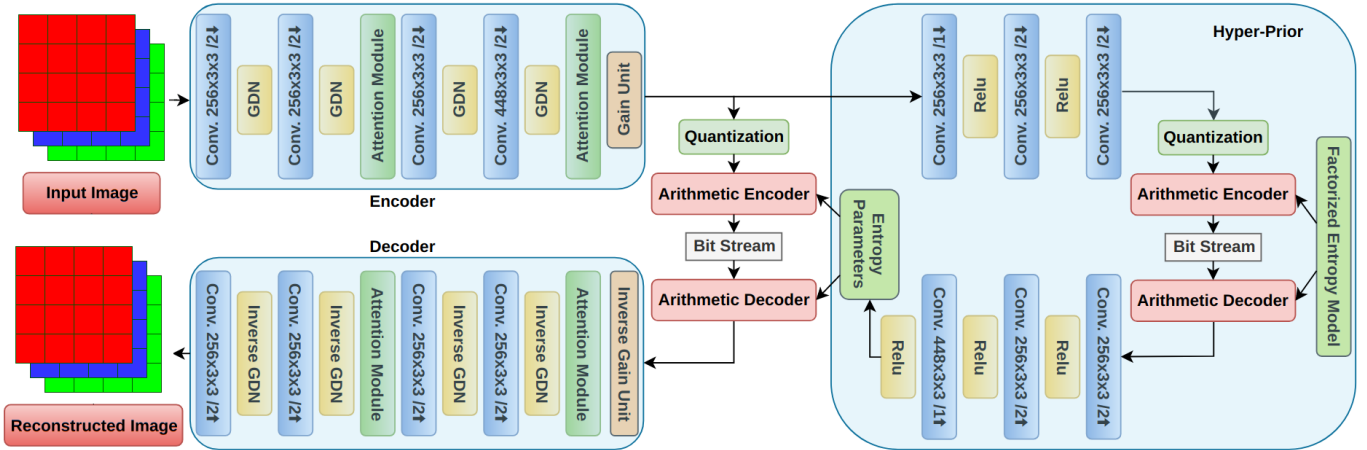 Input Image
Conv. 256x3x3 /2⬇
GDN
Conv. 256x3x3 /2⬇
GDN
Attention Module
Conv. 256x3x3 /2⬇
GDN
Conv. 448x3x3 /2⬇
GDN
Attention Module
Gain Unit
Encoder
Quantization
Arithmetic Encoder
Bit Stream
Arithmetic Decoder
Entropy
Parameters
Hyper-Prior
Conv. 256x3x3 /1⬇
Relu
Conv. 256x3x3 /2⬇
Relu
Conv. 256x3x3 /2⬇
Quantization
Arithmetic Encoder
Bit Stream
Arithmetic Decoder
Factorized Entropy Model
Relu
Conv. 448x3x3 /1⬆
Relu
Conv. 256x3x3 /2⬆
Relu
Conv. 256x3x3 /2⬆
Decoder
Conv. 256x3x3 /2⬆
Inverse GDN
Conv. 256x3x3 /2⬆
Inverse GDN
Attention Module
Conv. 256x3x3 /2⬆
Inverse GDN
Conv. 256x3x3 /2⬆
Inverse GDN
Attention Module
Inverse Gain Unit
Reconstructed Image